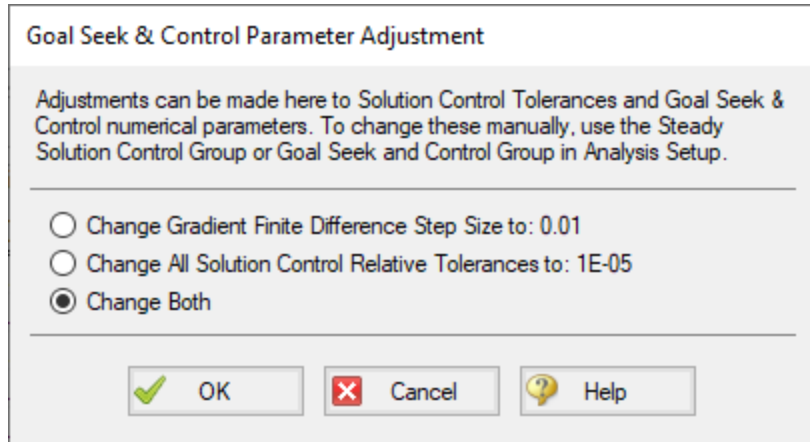 Goal Seek & Control Parameter Adjustment
Adjustments can be made here to Solution Control Tolerances and Goal Seek &
Control numerical parameters. To change these manually, use the Steady
Solution Control Group or Goal Seek and Control Group in Analysis Setup.
Change Gradient Finite Difference Step Size to: 0.01
Change All Solution Control Relative Tolerances to: 1E-05
Change Both
OK
Cancel
Help